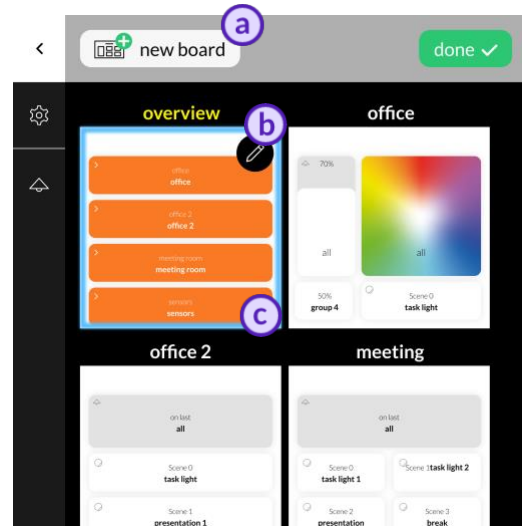 a
new board
done
overview
office
b
office
office
office 2
office 2
meeting room
meeting room
sensors
sensors
c
70%
all
all
50%
group 4
Scene 0
task light
office 2
meeting
on last
all
Scene 0
task light
Scene 1
presentation 1
on last
all
Scene 0
task light 1
Scene 1task light 2
Scene 2
presentation
Scene 3
break